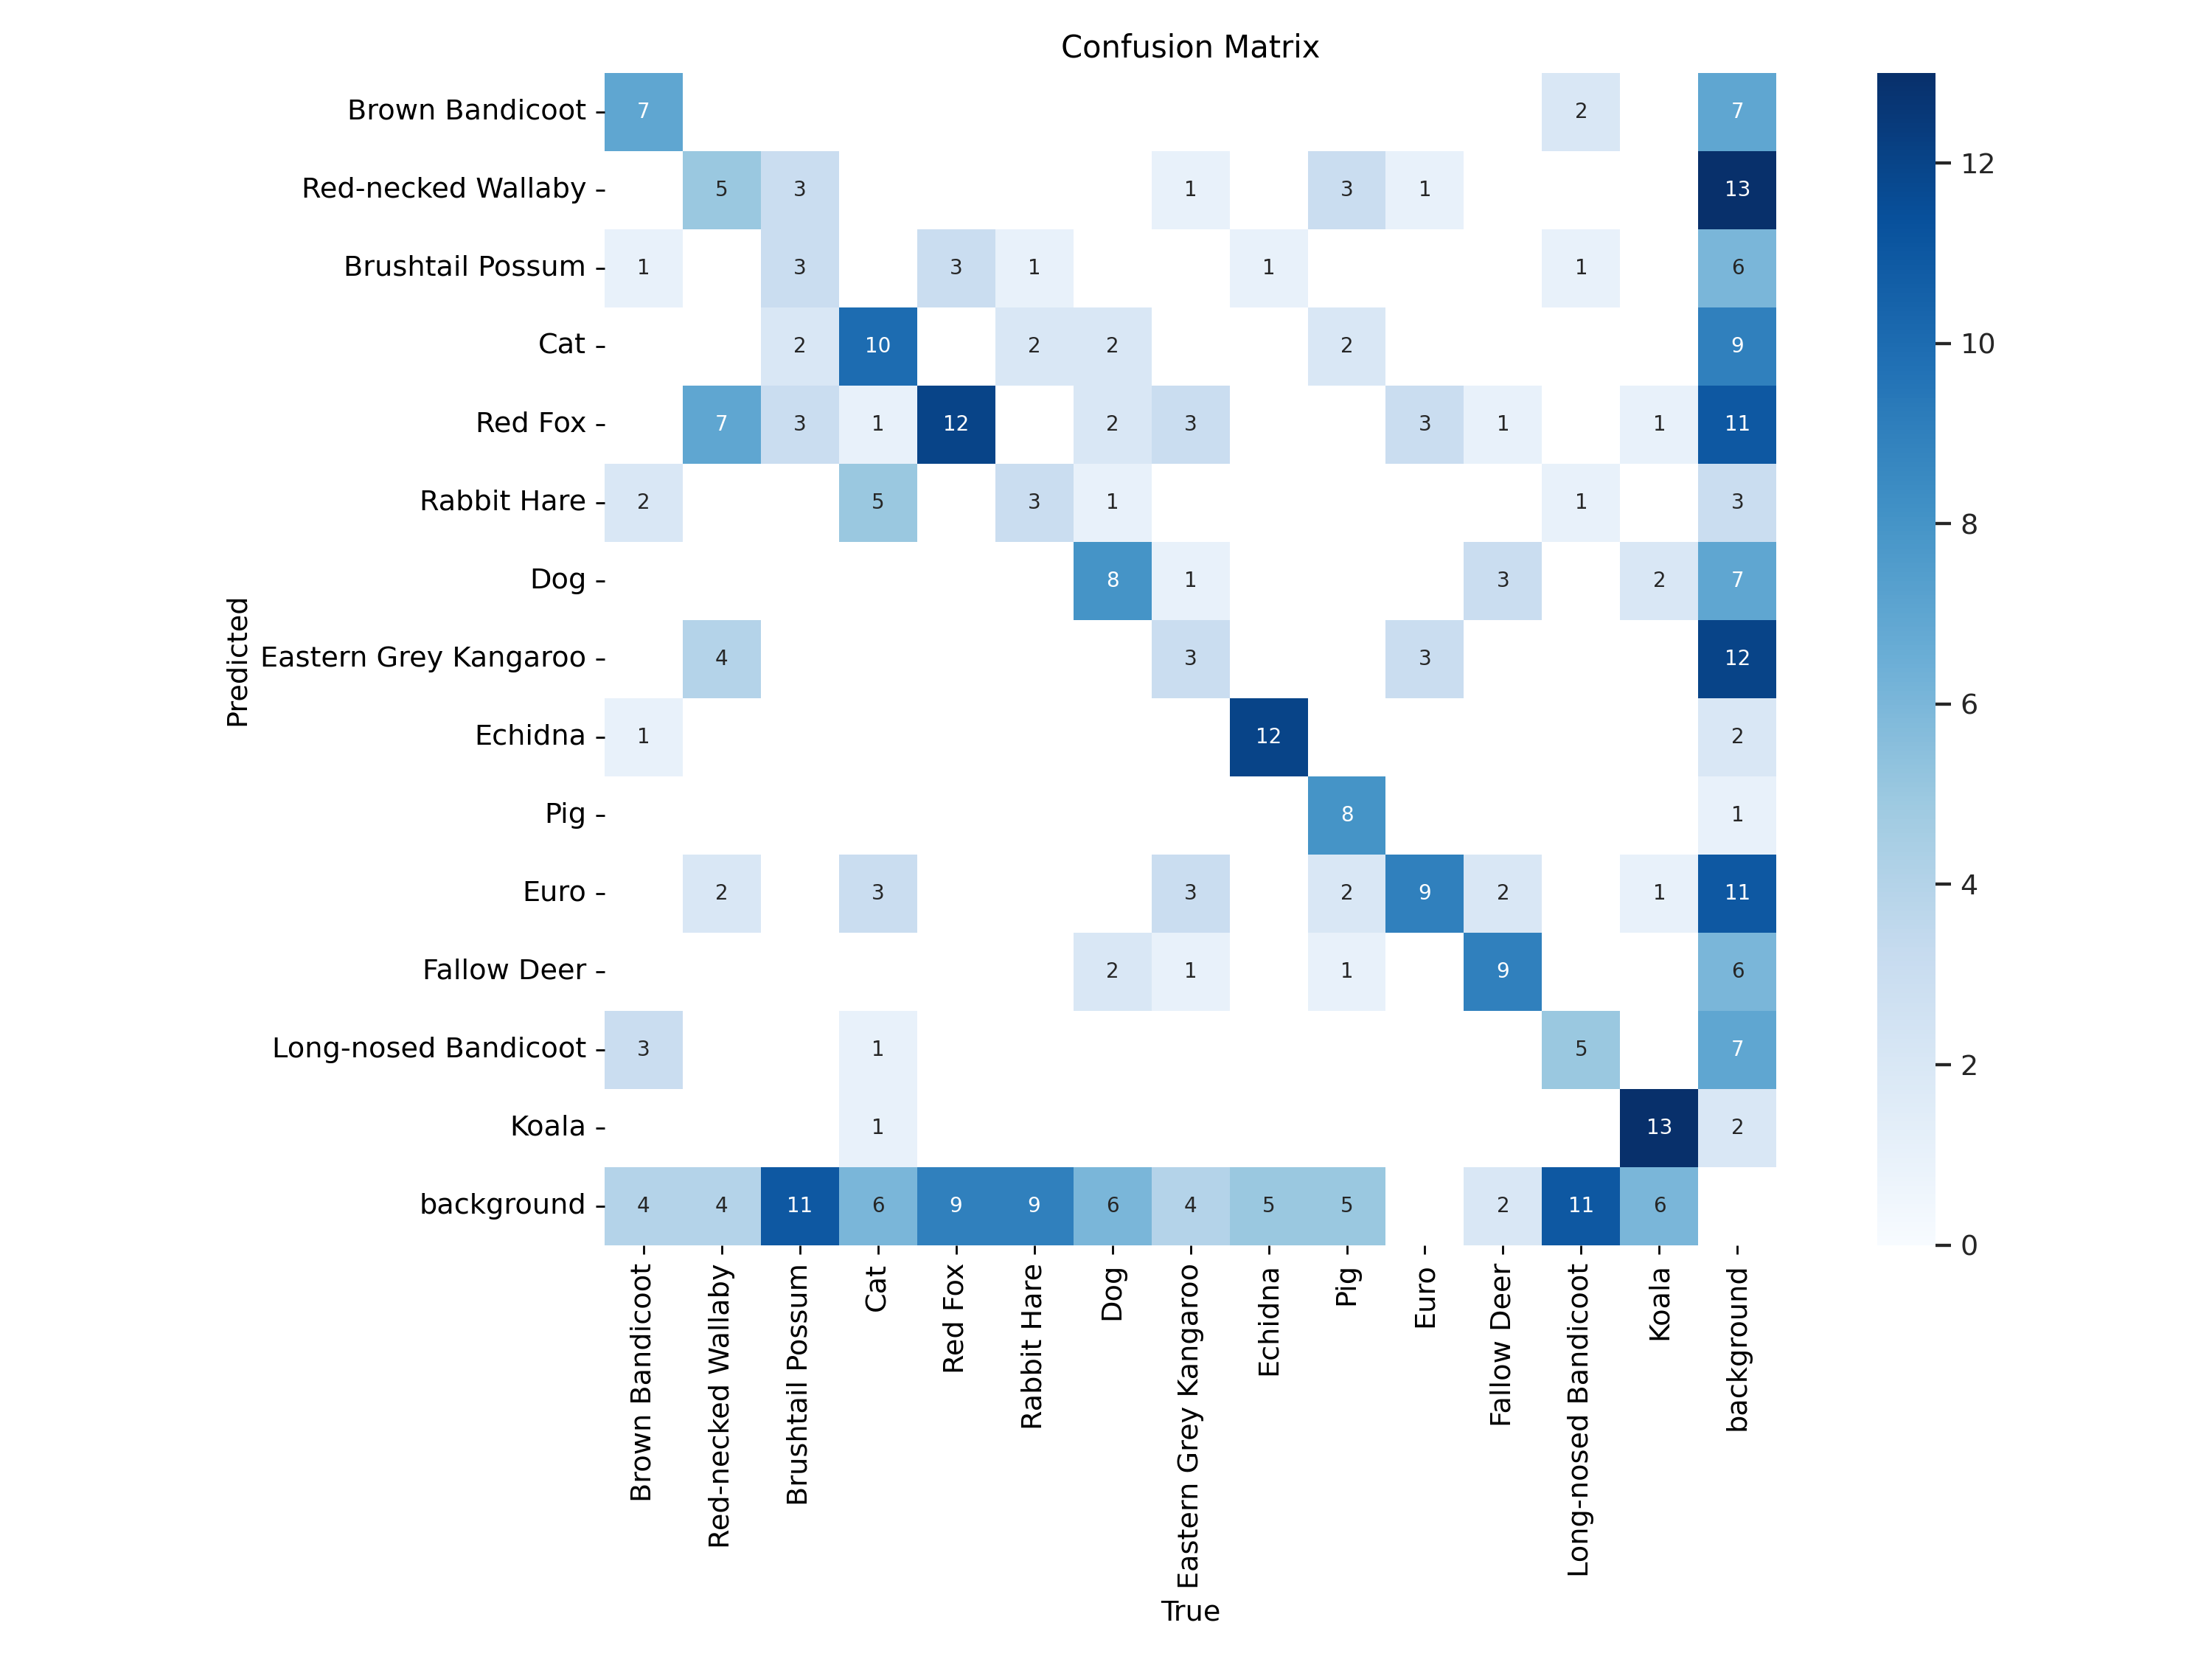 Confusion Matrix
Brown Bandicoot 7 2 7
Red-necked Wallaby 5 3 1 3 1 13
Brushtail Possum 1 3 3 1 1 1 6
Cat 2 10 2 2 2 9
Red Fox 7 3 1 12 2 3 3 1 1 11
Rabbit Hare 2 5 3 1 1 3
Dog 8 1 3 2 7
Eastern Grey Kangaroo 4 3 3 12
Echidna 1 12 2
Pig 8 1
Euro 2 3 3 2 9 2 1 11
Fallow Deer 2 1 1 9 6
Long-nosed Bandicoot 3 1 5 7
Koala 1 13 2
background 4 4 11 6 9 9 6 4 5 5 2 11 6
Predicted
Brown Bandicoot
Red-necked Wallaby
Brushtail Possum
Cat
Red Fox
Rabbit Hare
Dog
Eastern Grey Kangaroo
Echidna
Pig
Euro
Fallow Deer
Long-nosed Bandicoot
Koala
background
True
12
10
8
6
4
2
0